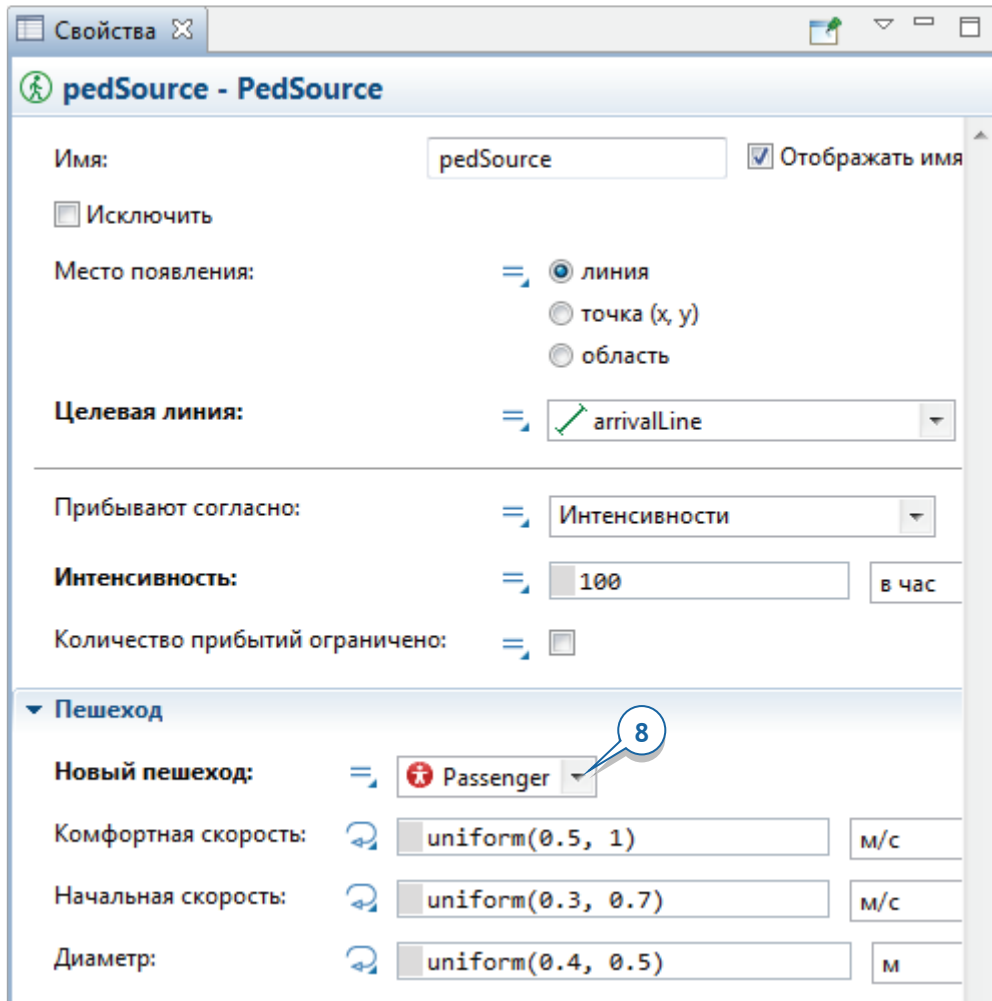 Свойства
pedSource - PedSource
Имя: pedSource Отображать имя
Исключить
Место появления: линия
точка (x, y)
область
Целевая линия: arrivalLine
Прибывают согласно: Интенсивности
Интенсивность: 100 в час
Количество прибытий ограничено:
Пешеход
8
Новый пешеход: Passenger
Комфортная скорость: uniform(0.5, 1) м/с
Начальная скорость: uniform(0.3, 0.7) м/с
Диаметр: uniform(0.4, 0.5) м